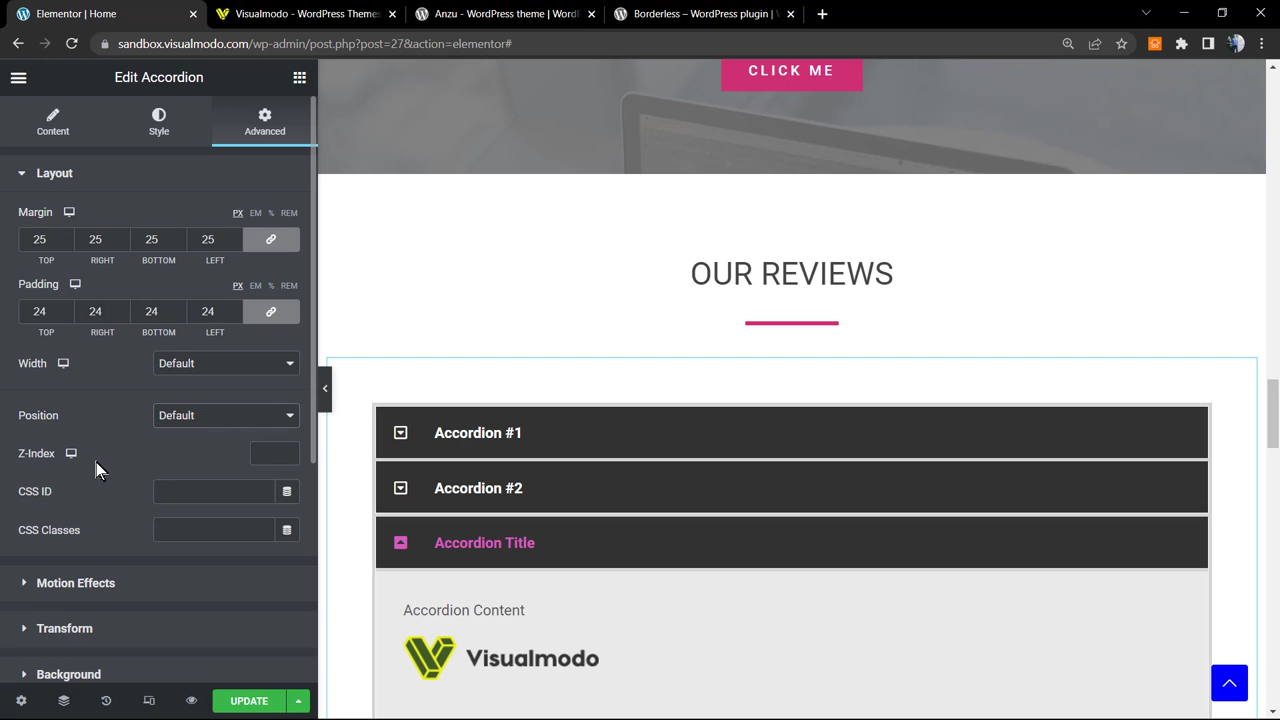 Elementor | Home
Visualmodo - WordPress Themes
Anzu - WordPress theme | Word
Borderless – WordPress plugin |
sandbox.visualmodo.com/wp-admin/post.php?post=27&action=elementor#
Edit Accordion
Content
Style
Advanced
Layout
Margin
PX EM % REM
25 25 25 25
TOP RIGHT BOTTOM LEFT
Padding
PX EM % REM
24 24 24 24
TOP RIGHT BOTTOM LEFT
Width
Default
Position
Default
Z-Index
CSS ID
CSS Classes
Motion Effects
Transform
Background
UPDATE
CLICK ME
OUR REVIEWS
Accordion #1
Accordion #2
Accordion Title
Accordion Content
Visualmodo